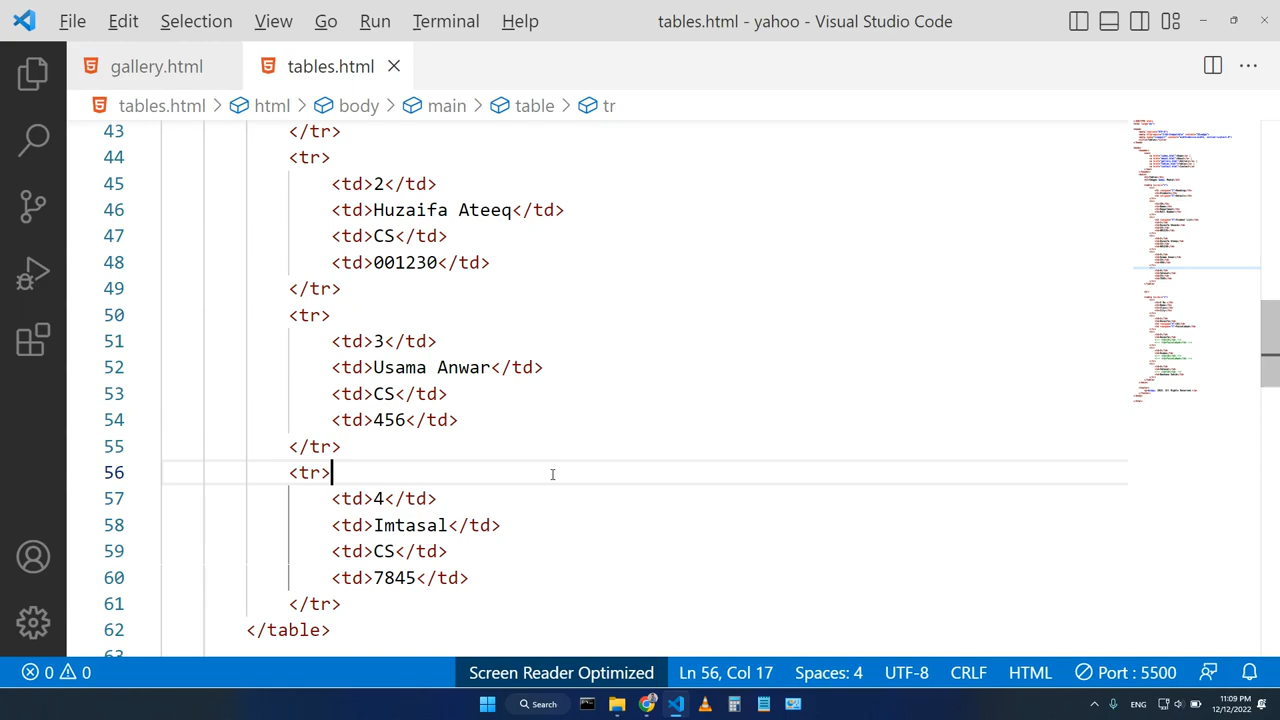 File Edit Selection View Go Run Terminal Help tables.html - yahoo - Visual Studio Code
gallery.html tables.html
tables.html > html > body > main > table > tr
43 </tr>
44 <tr>
45 <td>2</td>
46 <td>Huzaifa</td>
47 <td>CS</td>
48 <td>001230</td>
49 </tr>
50 <tr>
51 <td>3</td>
52 <td>Usama</td>
53 <td>CS</td>
54 <td>456</td>
55 </tr>
56 <tr>
57 <td>4</td>
58 <td>Imtasal</td>
59 <td>CS</td>
60 <td>7845</td>
61 </tr>
62 </table>
63
0 0 Screen Reader Optimized Ln 56, Col 17 Spaces: 4 UTF-8 CRLF HTML Port : 5500
Search ENG 11:09 PM
12/12/2022